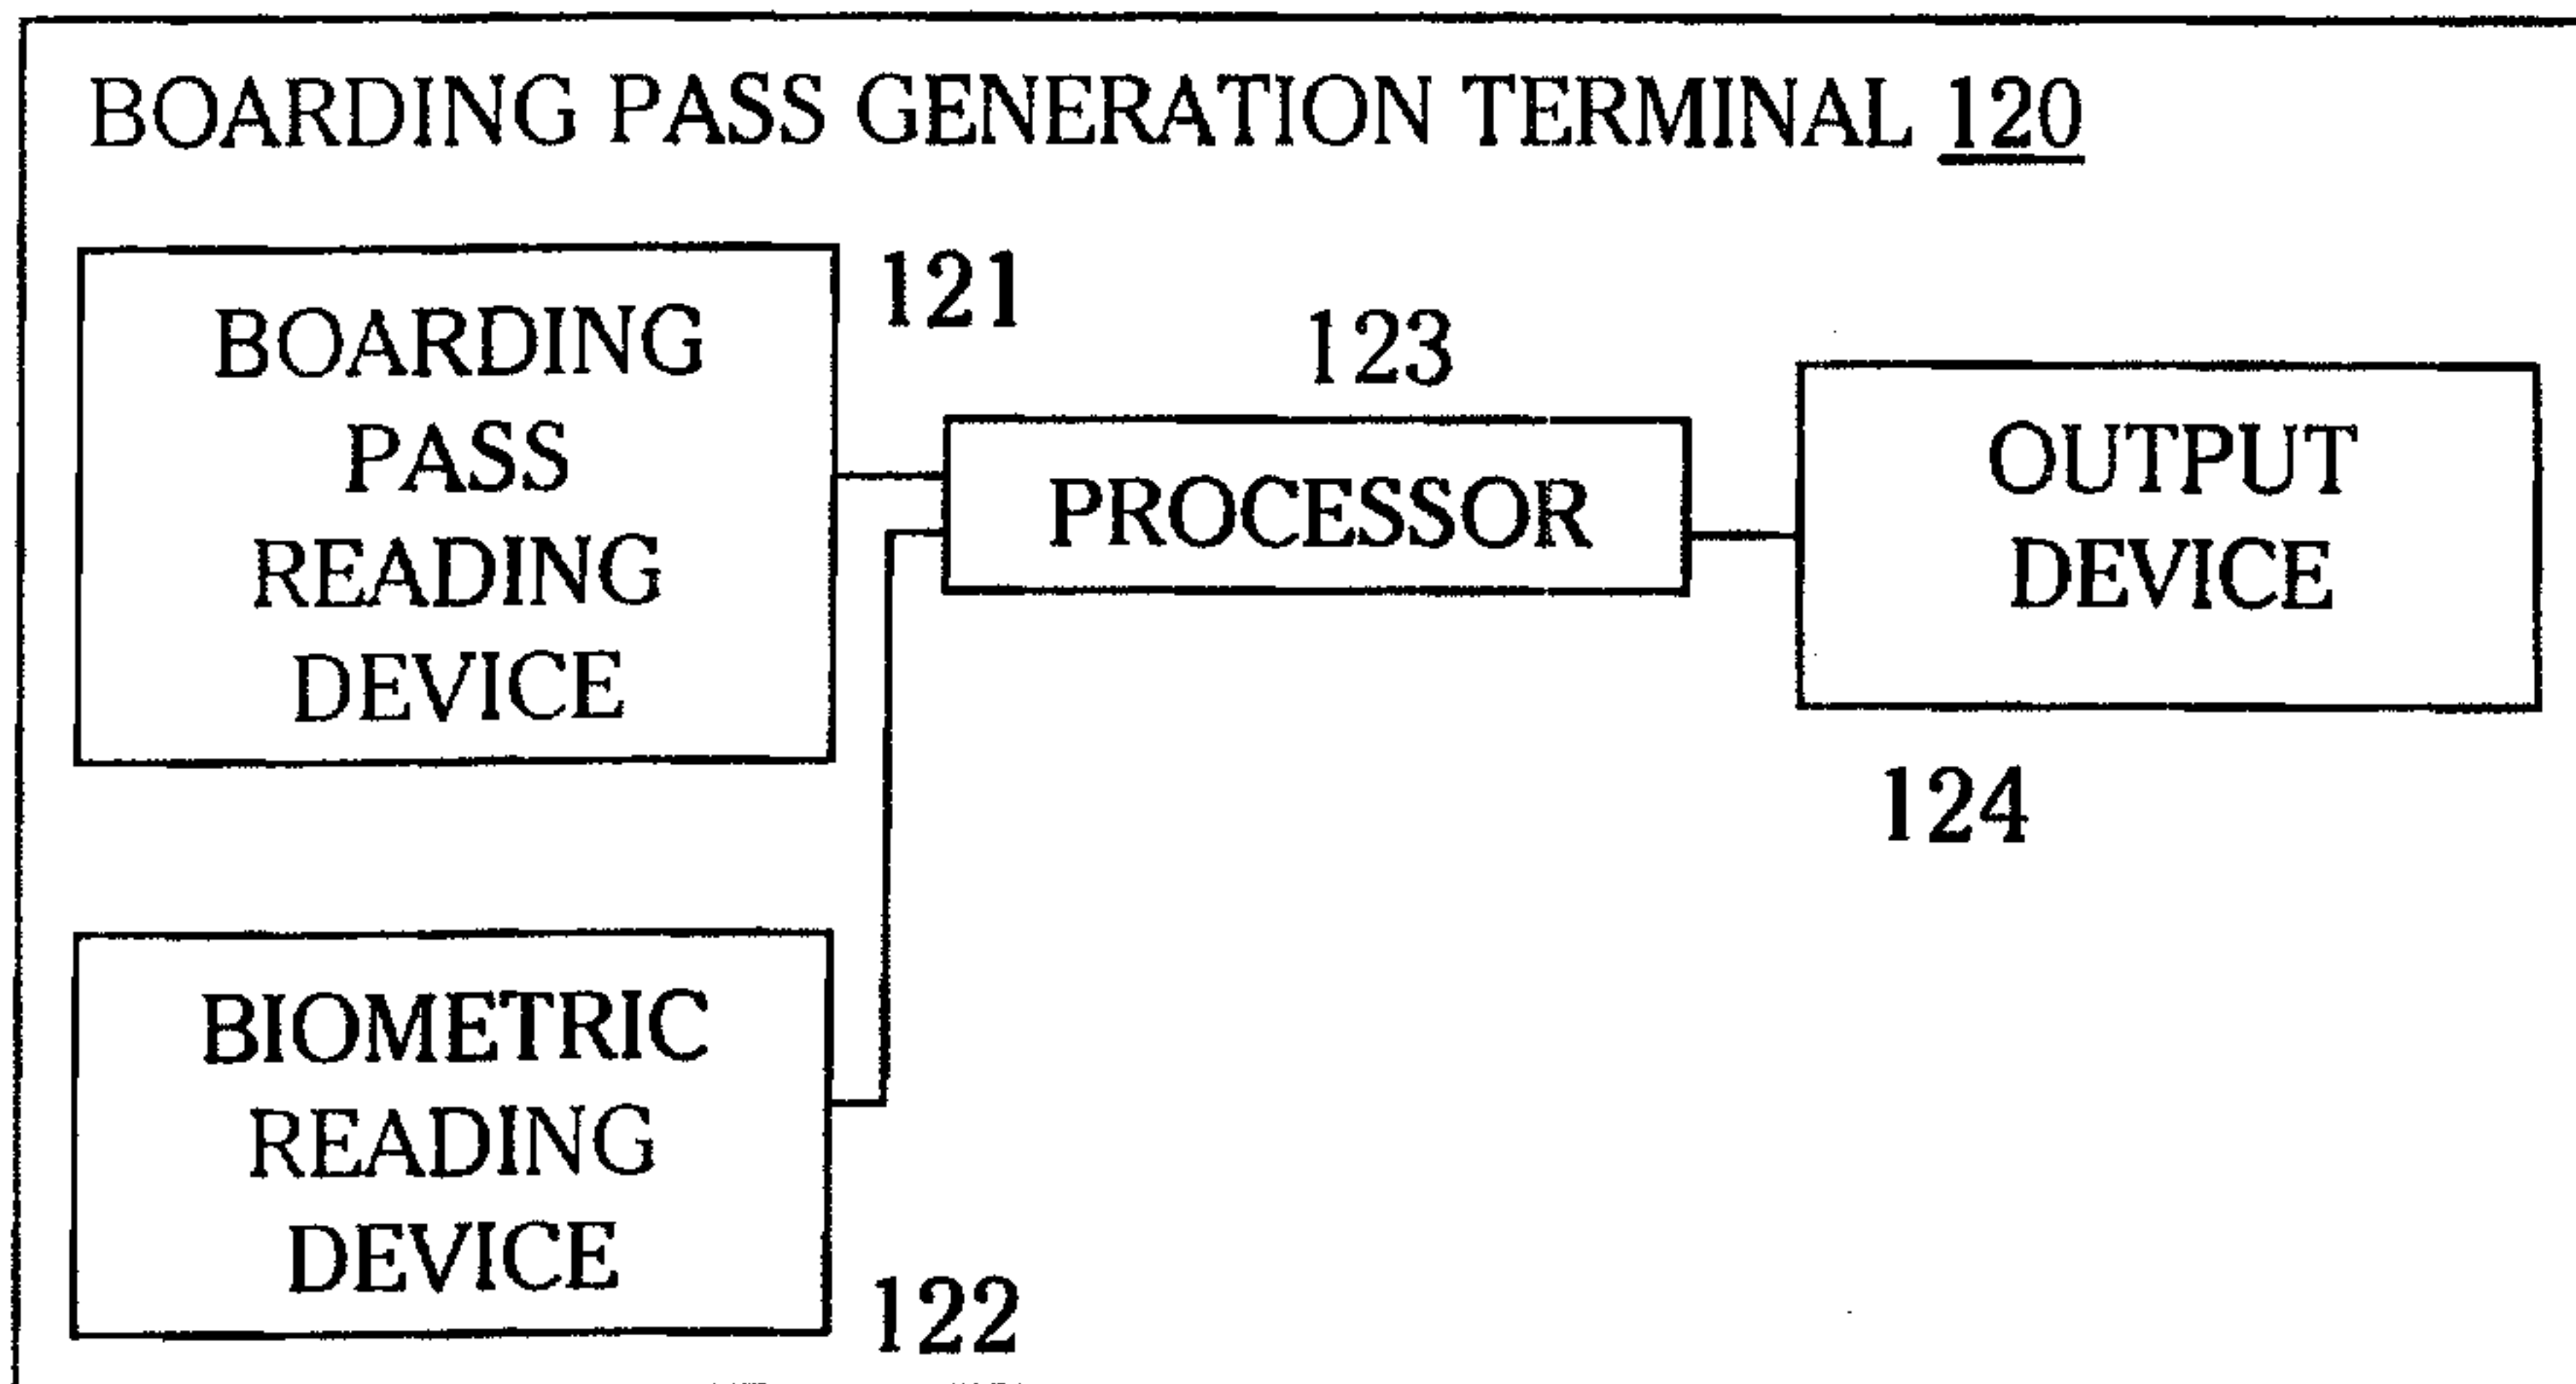 BOARDING PASS GENERATION TERMINAL 120
121
BOARDING
PASS
READING
DEVICE
123
PROCESSOR
OUTPUT
DEVICE
124
BIOMETRIC
READING
DEVICE
122